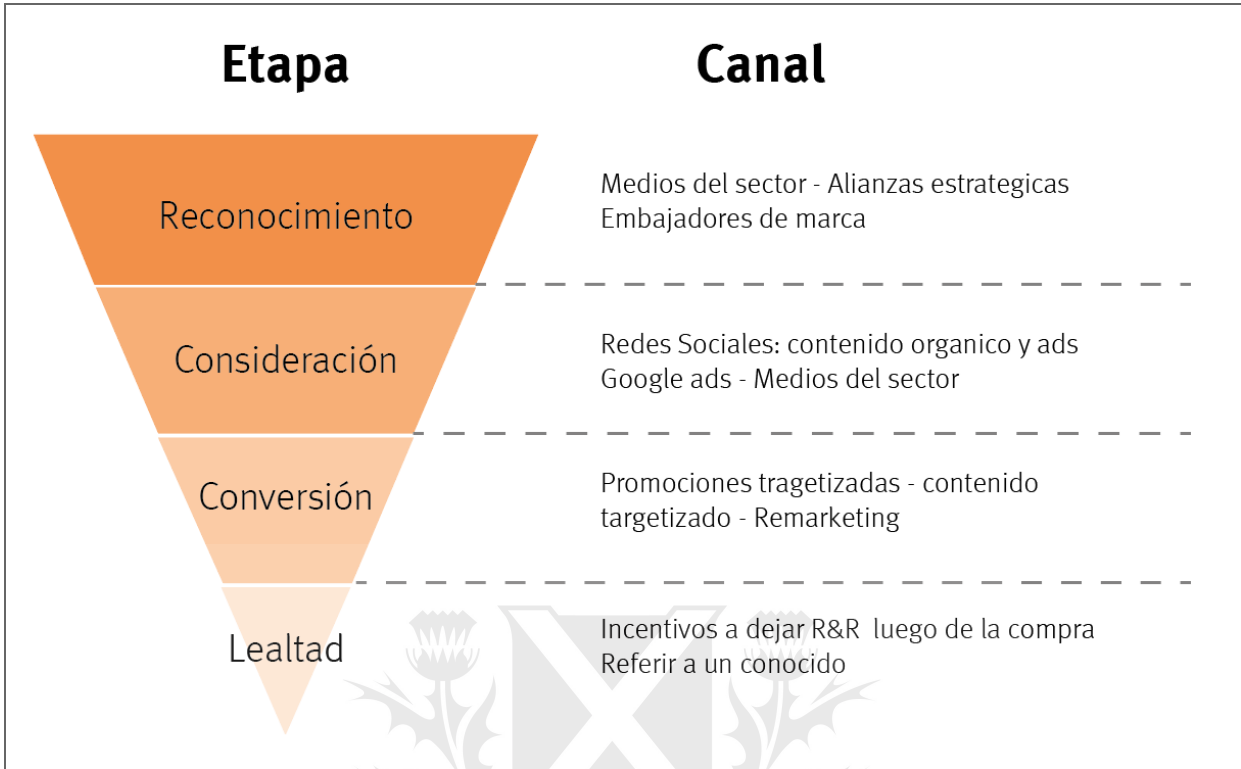 Etapa
Canal
Reconocimiento
Medios del sector - Alianzas estrategicas
Embajadores de marca
Consideración
Redes Sociales: contenido organico y ads
Google ads - Medios del sector
Conversión
Promociones tragetizadas - contenido
targetizado - Remarketing
Lealtad
Incentivos a dejar R&R  luego de la compra
Referir a un conocido